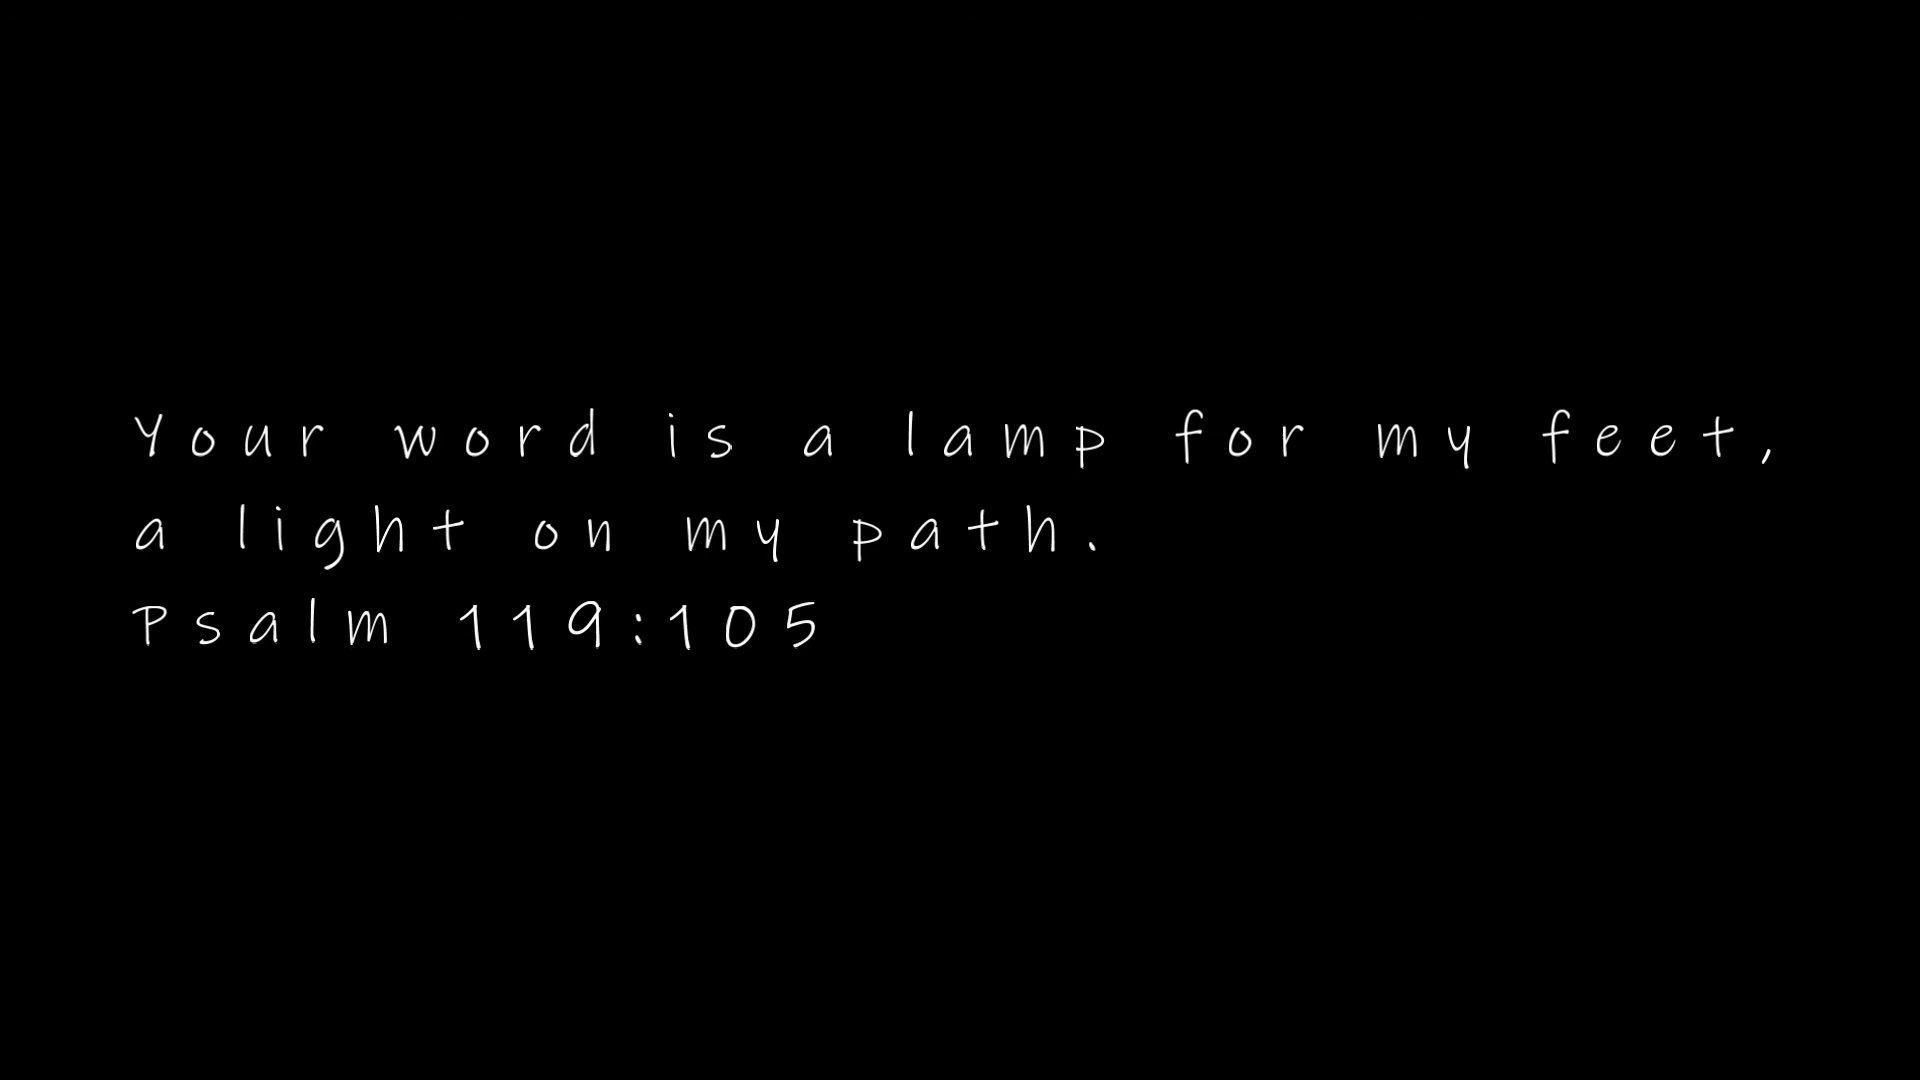 Your word is a lamp for my feet,
a light on my path.
Psalm 119:105